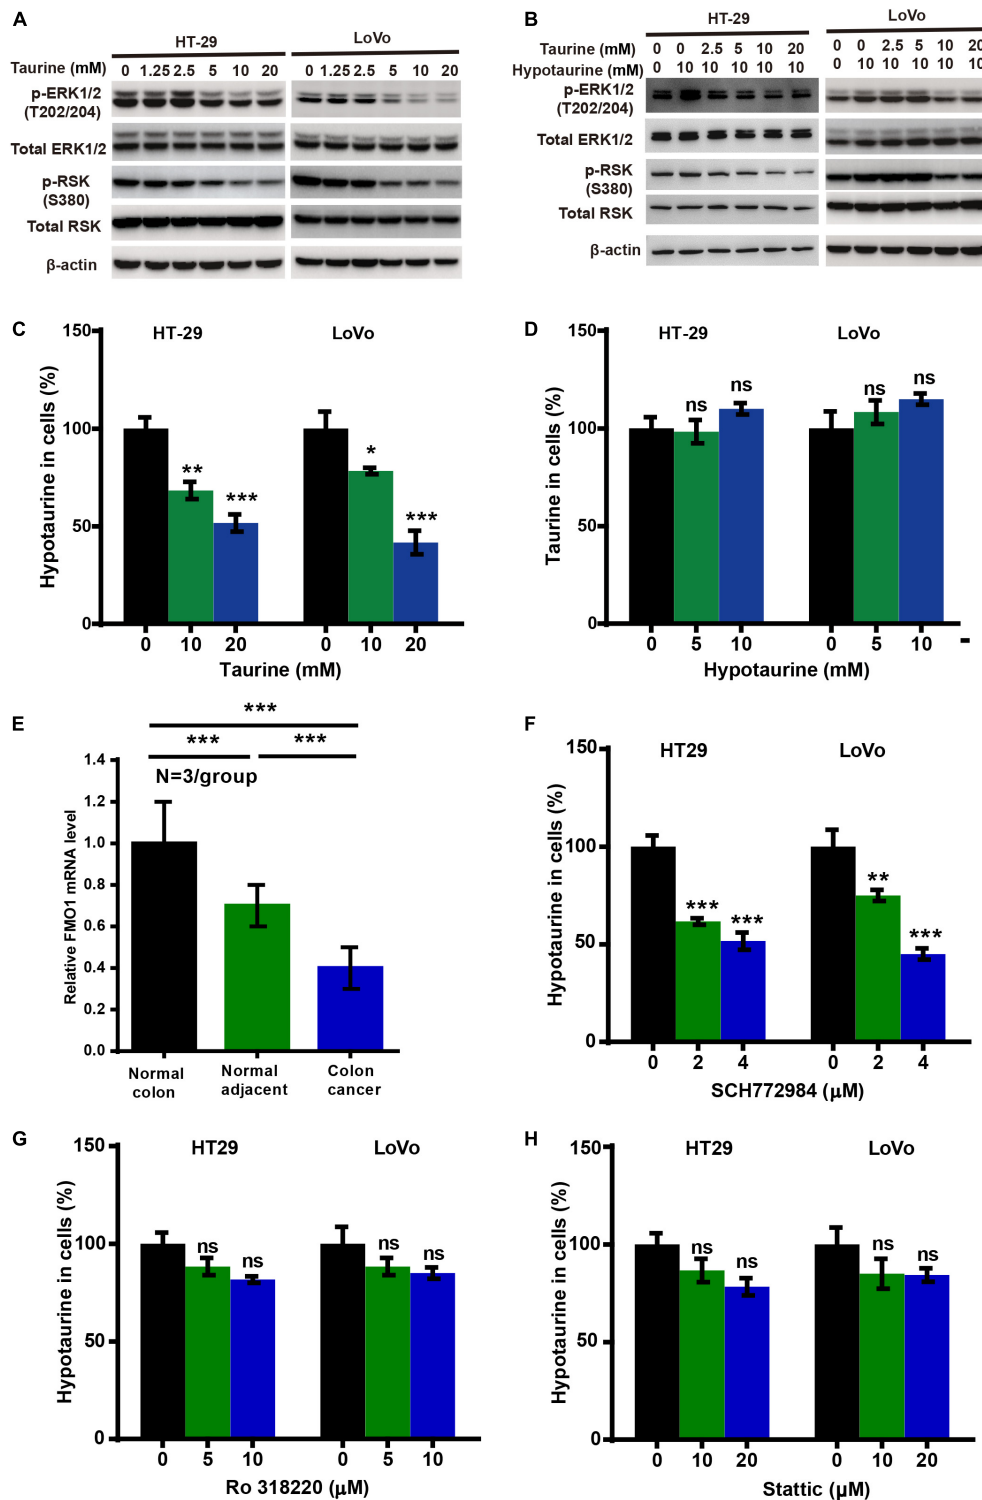 A
HT-29 LoVo
Taurine (mM) 0 1.25 2.5 5 10 20 0 1.25 2.5 5 10 20
p-ERK1/2
(T202/204)
Total ERK1/2
p-RSK
(S380)
Total RSK
β-actin
B
HT-29 LoVo
Taurine (mM) 0 0 2.5 5 10 20 0 0 2.5 5 10 20
Hypotaurine (mM) 0 10 10 10 10 10 0 10 10 10 10 10
p-ERK1/2
(T202/204)
Total ERK1/2
p-RSK
(S380)
Total RSK
β-actin
C
HT-29 LoVo
Hypotaurine in cells (%)
150
100
50
0
** *** * ***
0 10 20 0 10 20
Taurine (mM)
D
HT-29 LoVo
Taurine in cells (%)
150
100
50
0
ns ns ns ns
0 5 10 0 5 10
Hypotaurine (mM)
E
***
*** ***
N=3/group
Relative FMO1 mRNA level
1.4
1.2
1.0
0.8
0.6
0.4
0.2
0.0
Normal colon
Normal adjacent
Colon cancer
F
HT29 LoVo
Hypotaurine in cells (%)
150
100
50
0
*** *** ** ***
0 2 4 0 2 4
SCH772984 (μM)
G
HT29 LoVo
Hypotaurine in cells (%)
150
100
50
0
ns ns ns ns
0 5 10 0 5 10
Ro 318220 (μM)
H
HT29 LoVo
Hypotaurine in cells (%)
150
100
50
0
ns ns ns ns
0 10 20 0 10 20
Stattic (μM)